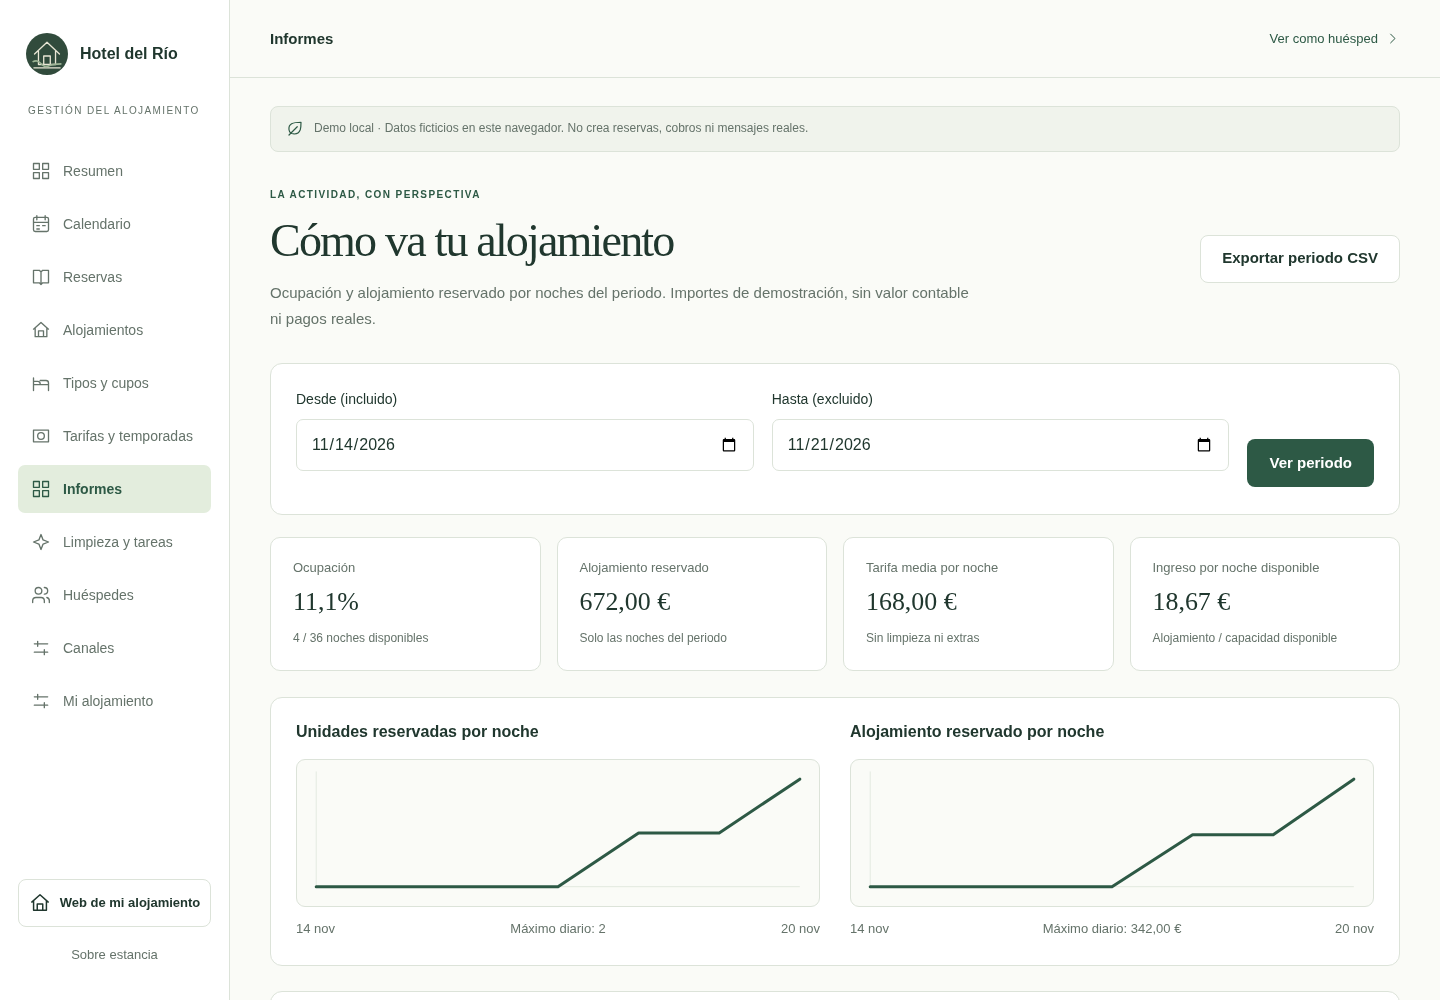 Hotel del Río
GESTIÓN DEL ALOJAMIENTO
Resumen
Calendario
Reservas
Alojamientos
Tipos y cupos
Tarifas y temporadas
Informes
Limpieza y tareas
Huéspedes
Canales
Mi alojamiento
Web de mi alojamiento
Sobre estancia
Informes
Ver como huésped
Demo local · Datos ficticios en este navegador. No crea reservas, cobros ni mensajes reales.
LA ACTIVIDAD, CON PERSPECTIVA
Cómo va tu alojamiento
Ocupación y alojamiento reservado por noches del periodo. Importes de demostración, sin valor contable
ni pagos reales.
Exportar periodo CSV
Desde (incluido)
11/14/2026
Hasta (excluido)
11/21/2026
Ver periodo
Ocupación
11,1%
4 / 36 noches disponibles
Alojamiento reservado
672,00 €
Solo las noches del periodo
Tarifa media por noche
168,00 €
Sin limpieza ni extras
Ingreso por noche disponible
18,67 €
Alojamiento / capacidad disponible
Unidades reservadas por noche
14 nov
Máximo diario: 2
20 nov
Alojamiento reservado por noche
14 nov
Máximo diario: 342,00 €
20 nov